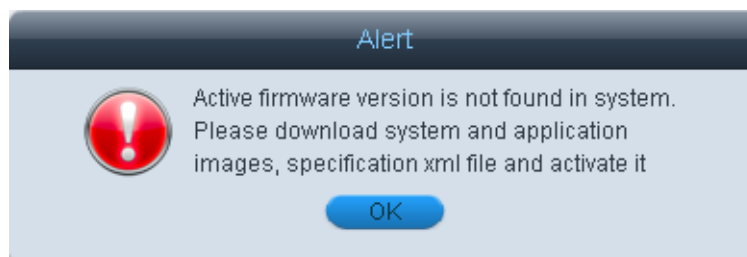 Alert
Active firmware version is not found in system.
Please download system and application
images, specification xml file and activate it
OK